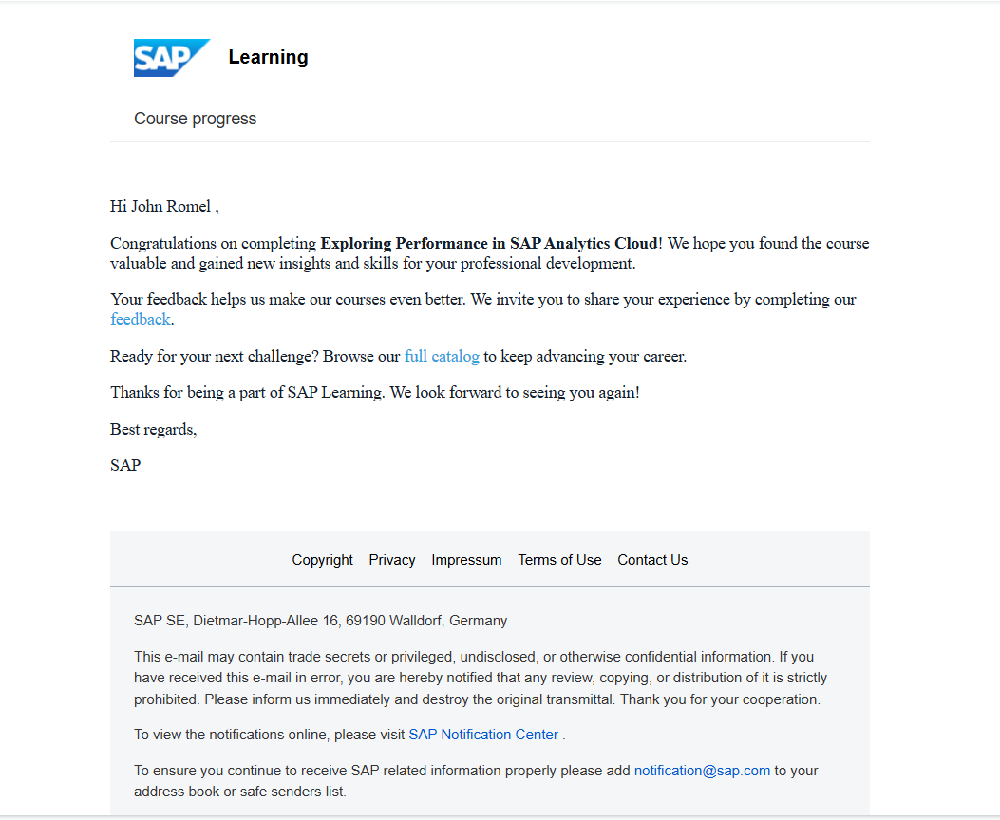 SAP Learning
Course progress
Hi John Romel ,
Congratulations on completing Exploring Performance in SAP Analytics Cloud! We hope you found the course
valuable and gained new insights and skills for your professional development.
Your feedback helps us make our courses even better. We invite you to share your experience by completing our
feedback.
Ready for your next challenge? Browse our full catalog to keep advancing your career.
Thanks for being a part of SAP Learning. We look forward to seeing you again!
Best regards,
SAP
Copyright Privacy Impressum Terms of Use Contact Us
SAP SE, Dietmar-Hopp-Allee 16, 69190 Walldorf, Germany
This e-mail may contain trade secrets or privileged, undisclosed, or otherwise confidential information. If you
have received this e-mail in error, you are hereby notified that any review, copying, or distribution of it is strictly
prohibited. Please inform us immediately and destroy the original transmittal. Thank you for your cooperation.
To view the notifications online, please visit SAP Notification Center .
To ensure you continue to receive SAP related information properly please add notification@sap.com to your
address book or safe senders list.